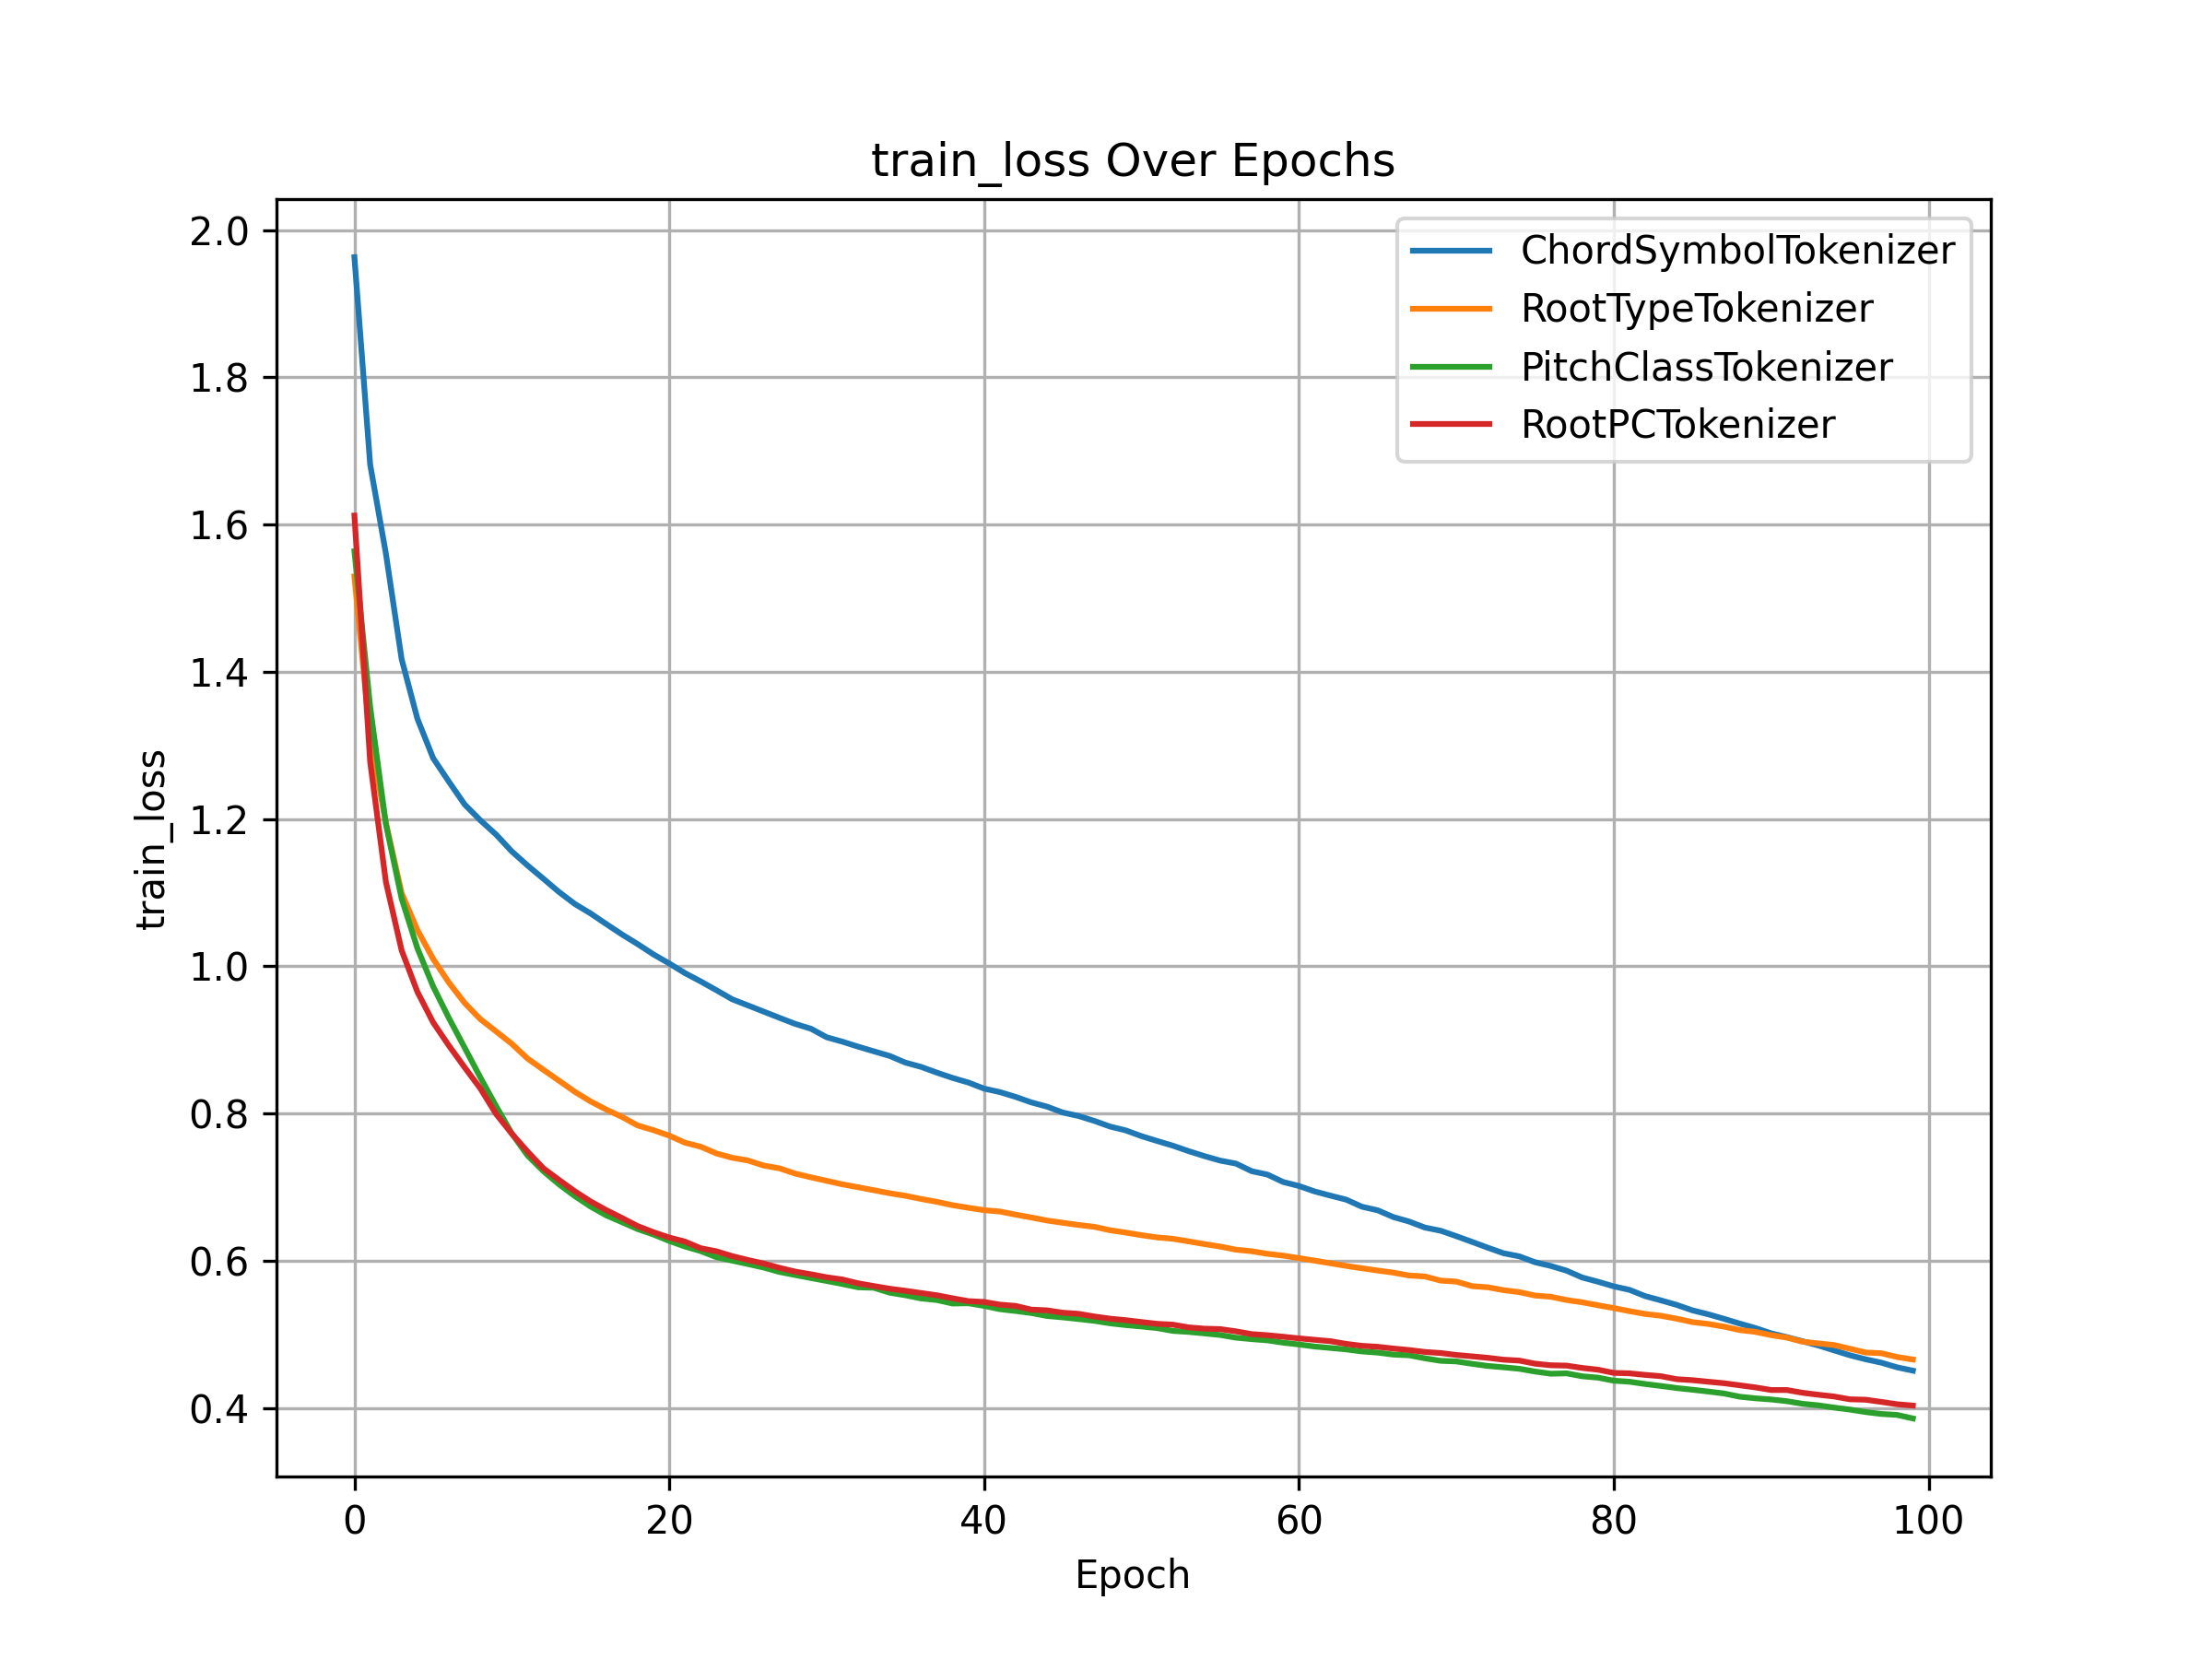 train_loss Over Epochs
2.0
1.8
1.6
1.4
1.2
1.0
0.8
0.6
0.4
train_loss
ChordSymbolTokenizer
RootTypeTokenizer
PitchClassTokenizer
RootPCTokenizer
0 20 40 60 80 100
Epoch